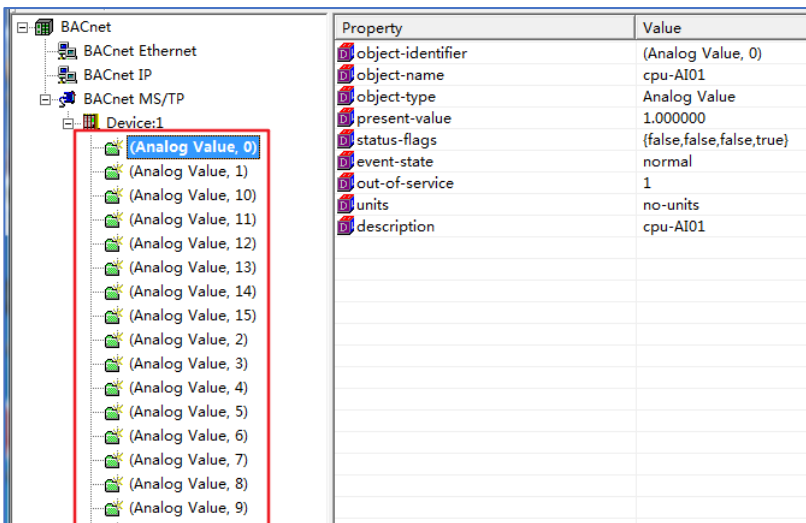 BACnet
BACnet Ethernet
BACnet IP
BACnet MS/TP
Device:1
(Analog Value, 0)
(Analog Value, 1)
(Analog Value, 10)
(Analog Value, 11)
(Analog Value, 12)
(Analog Value, 13)
(Analog Value, 14)
(Analog Value, 15)
(Analog Value, 2)
(Analog Value, 3)
(Analog Value, 4)
(Analog Value, 5)
(Analog Value, 6)
(Analog Value, 7)
(Analog Value, 8)
(Analog Value, 9)
Property Value
object-identifier (Analog Value, 0)
object-name cpu-AI01
object-type Analog Value
present-value 1.000000
status-flags {false,false,false,true}
event-state normal
out-of-service 1
units no-units
description cpu-AI01